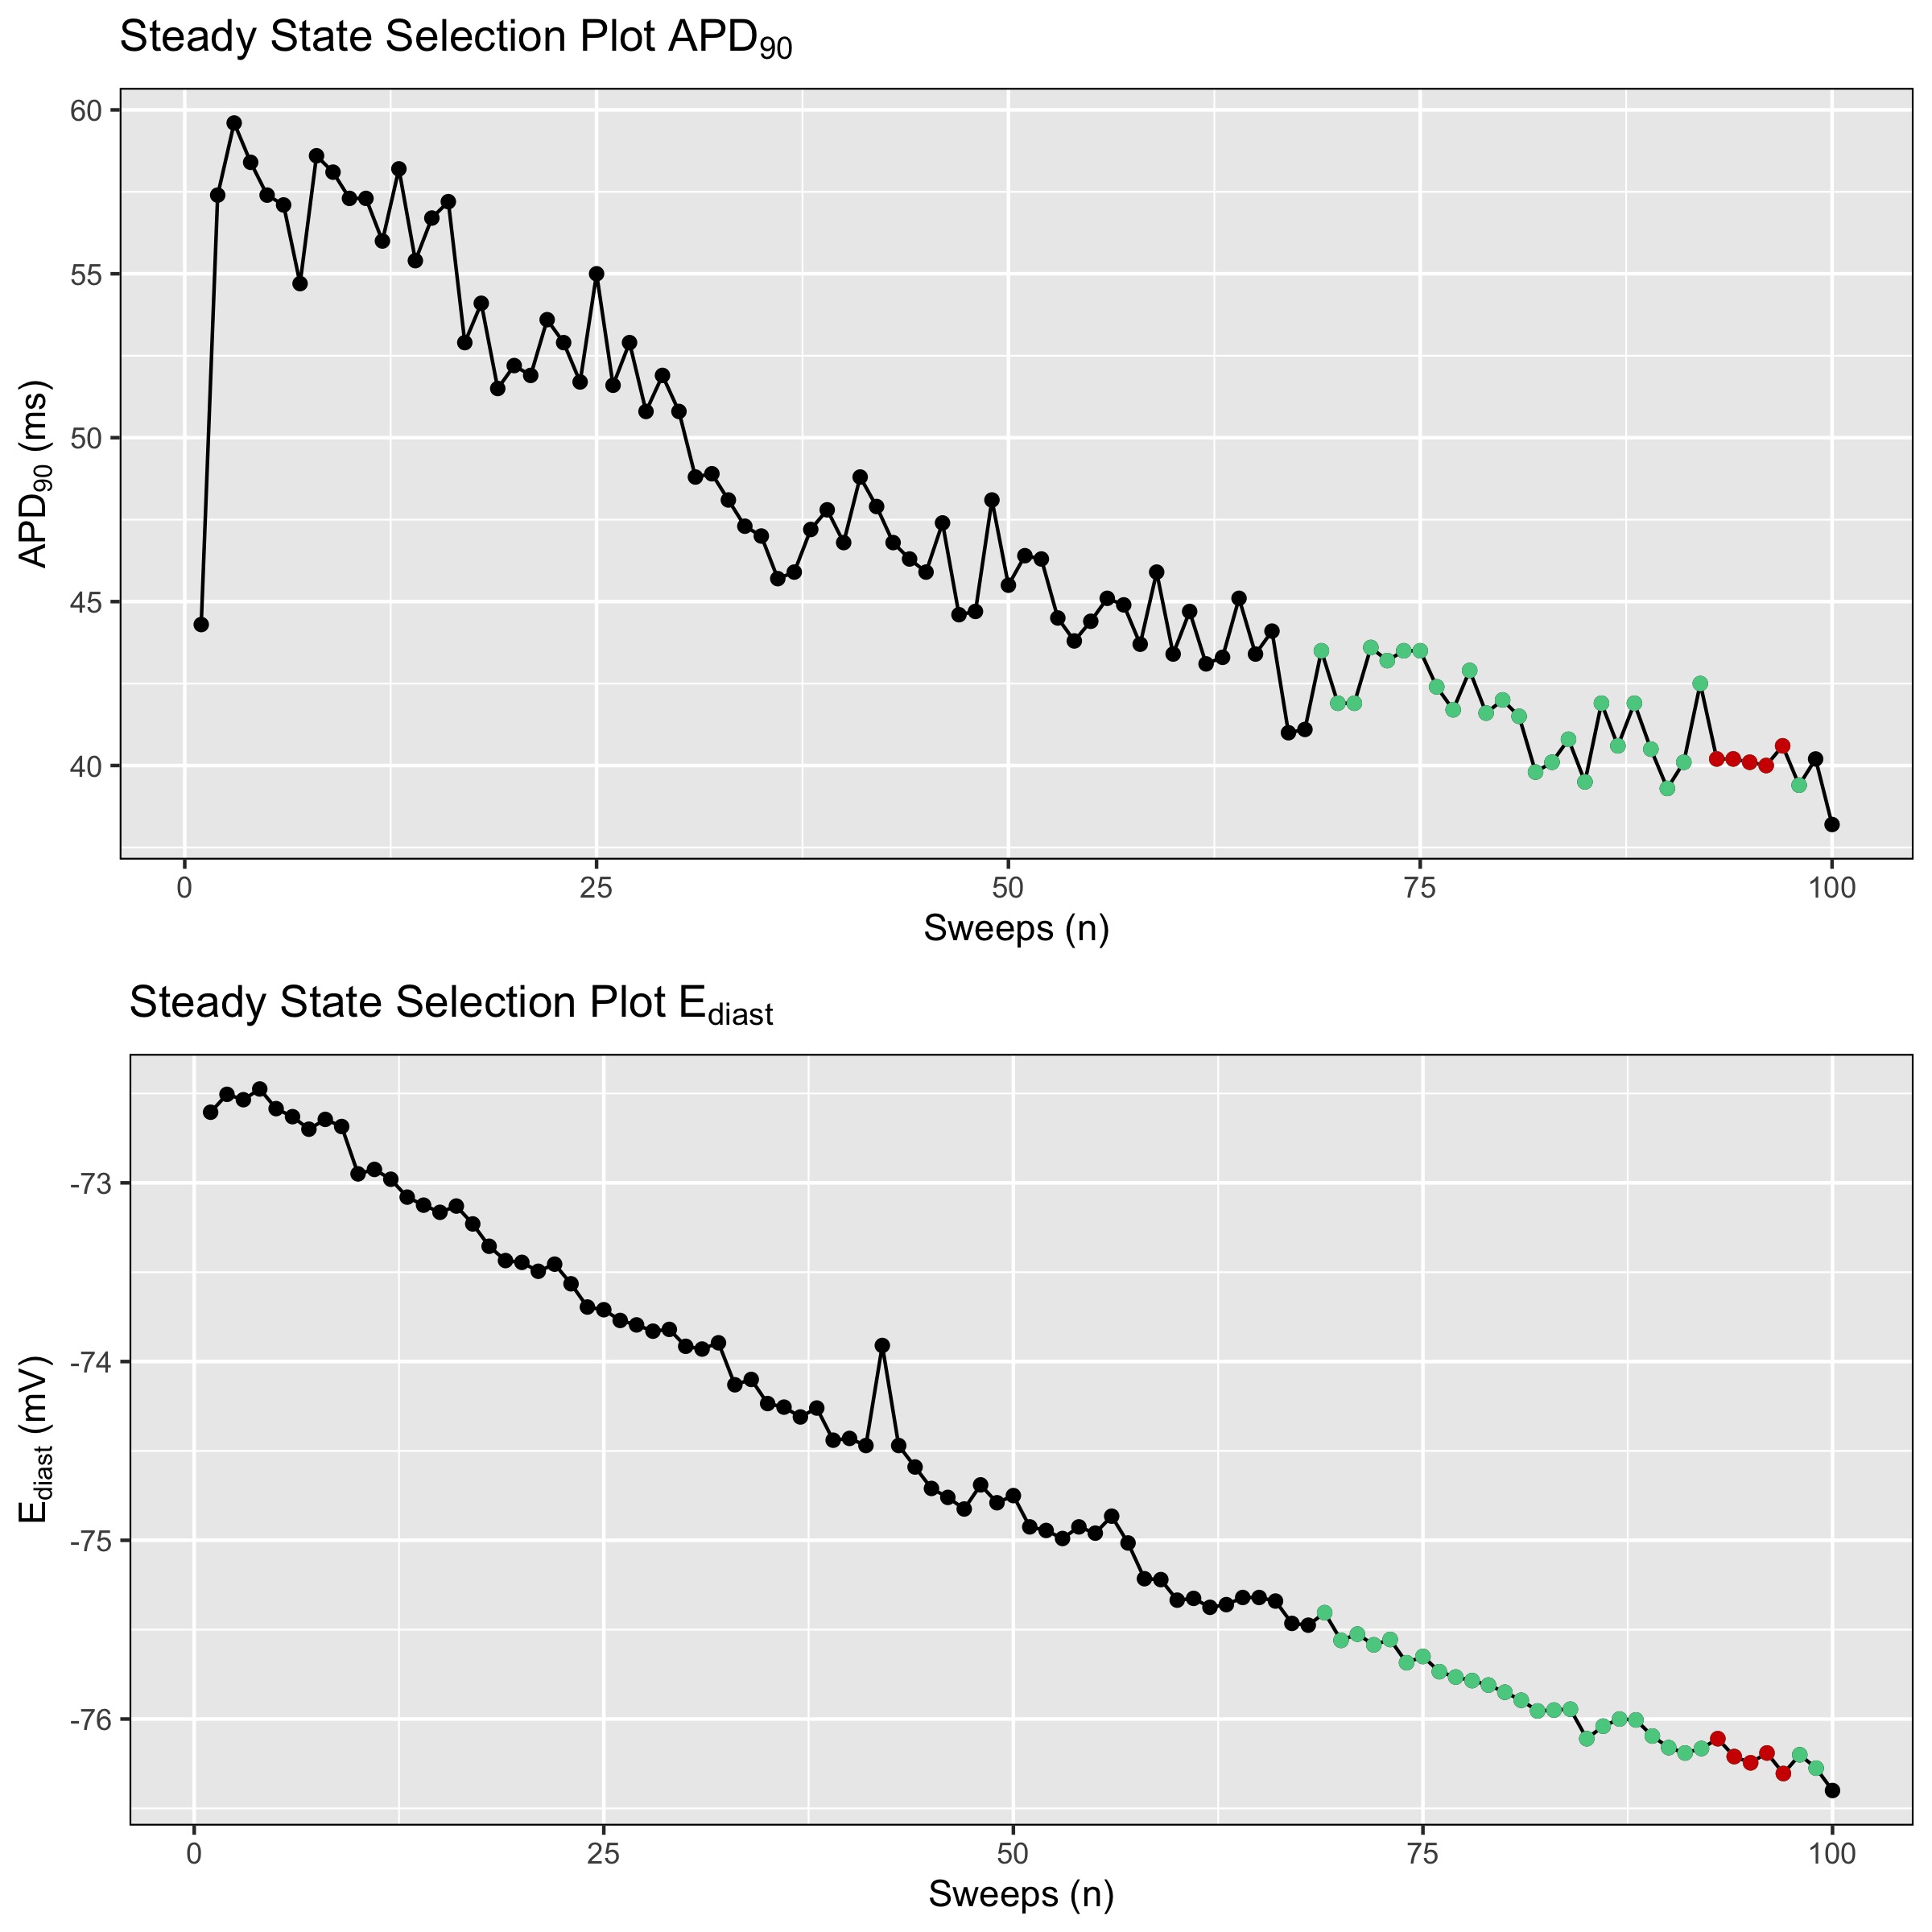 Steady State Selection Plot APD90
60
55
50
45
40
APD90 (ms)
0 25 50 75 100
Sweeps (n)
Steady State Selection Plot Ediast
-73
-74
-75
-76
Ediast (mV)
0 25 50 75 100
Sweeps (n)